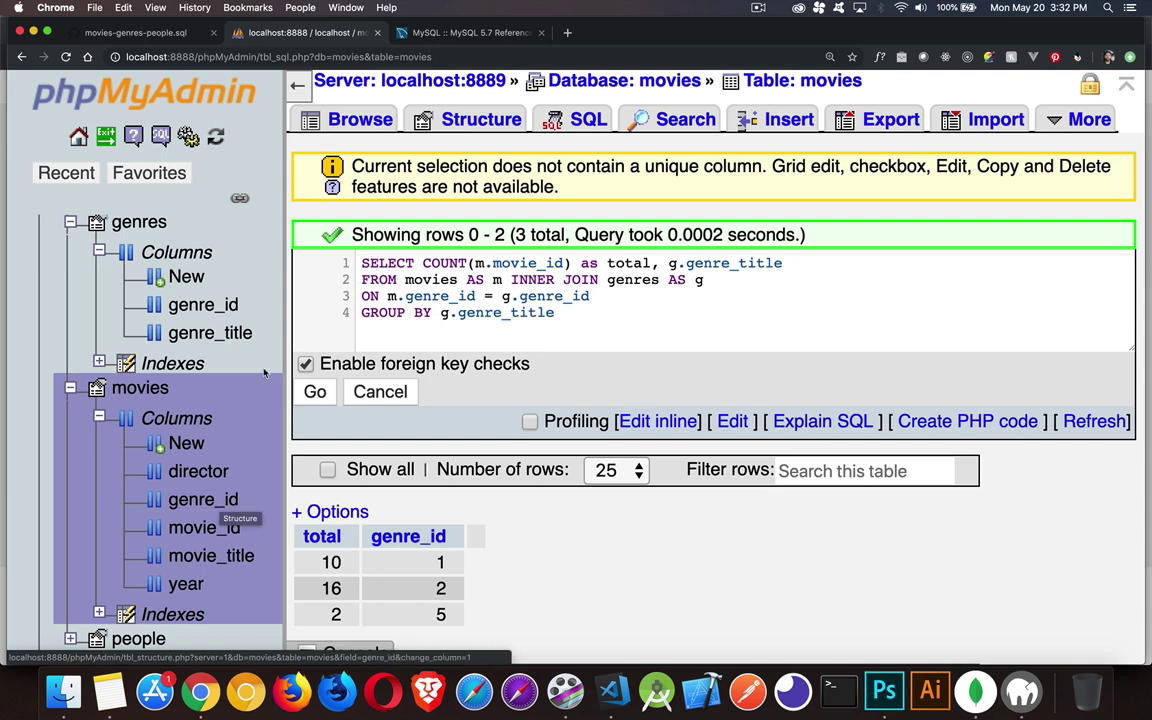 Chrome File Edit View History Bookmarks People Window Help 100% Mon May 20 3:32 PM
movies-genres-people.sql × localhost:8888 / localhost / mo × MySQL :: MySQL 5.7 Referenc × +
localhost:8888/phpMyAdmin/tbl_sql.php?db=movies&table=movies
phpMyAdmin
Recent Favorites
genres
Columns
New
genre_id
genre_title
Indexes
movies
Columns
New
director
genre_id
Structure
movie_id
movie_title
year
Indexes
people
localhost:8888/phpMyAdmin/tbl_structure.php?server=1&db=movies&table=movies&field=genre_id&change_column=1
Server: localhost:8889 » Database: movies » Table: movies
Browse Structure SQL Search Insert Export Import More
Current selection does not contain a unique column. Grid edit, checkbox, Edit, Copy and Delete
features are not available.
Showing rows 0 - 2 (3 total, Query took 0.0002 seconds.)
1 SELECT COUNT(m.movie_id) as total, g.genre_title
2 FROM movies AS m INNER JOIN genres AS g
3 ON m.genre_id = g.genre_id
4 GROUP BY g.genre_title
Enable foreign key checks
Go Cancel
Profiling [Edit inline] [ Edit ] [ Explain SQL ] [ Create PHP code ] [ Refresh]
Show all | Number of rows: 25 Filter rows: Search this table
+ Options
total genre_id
10 1
16 2
2 5